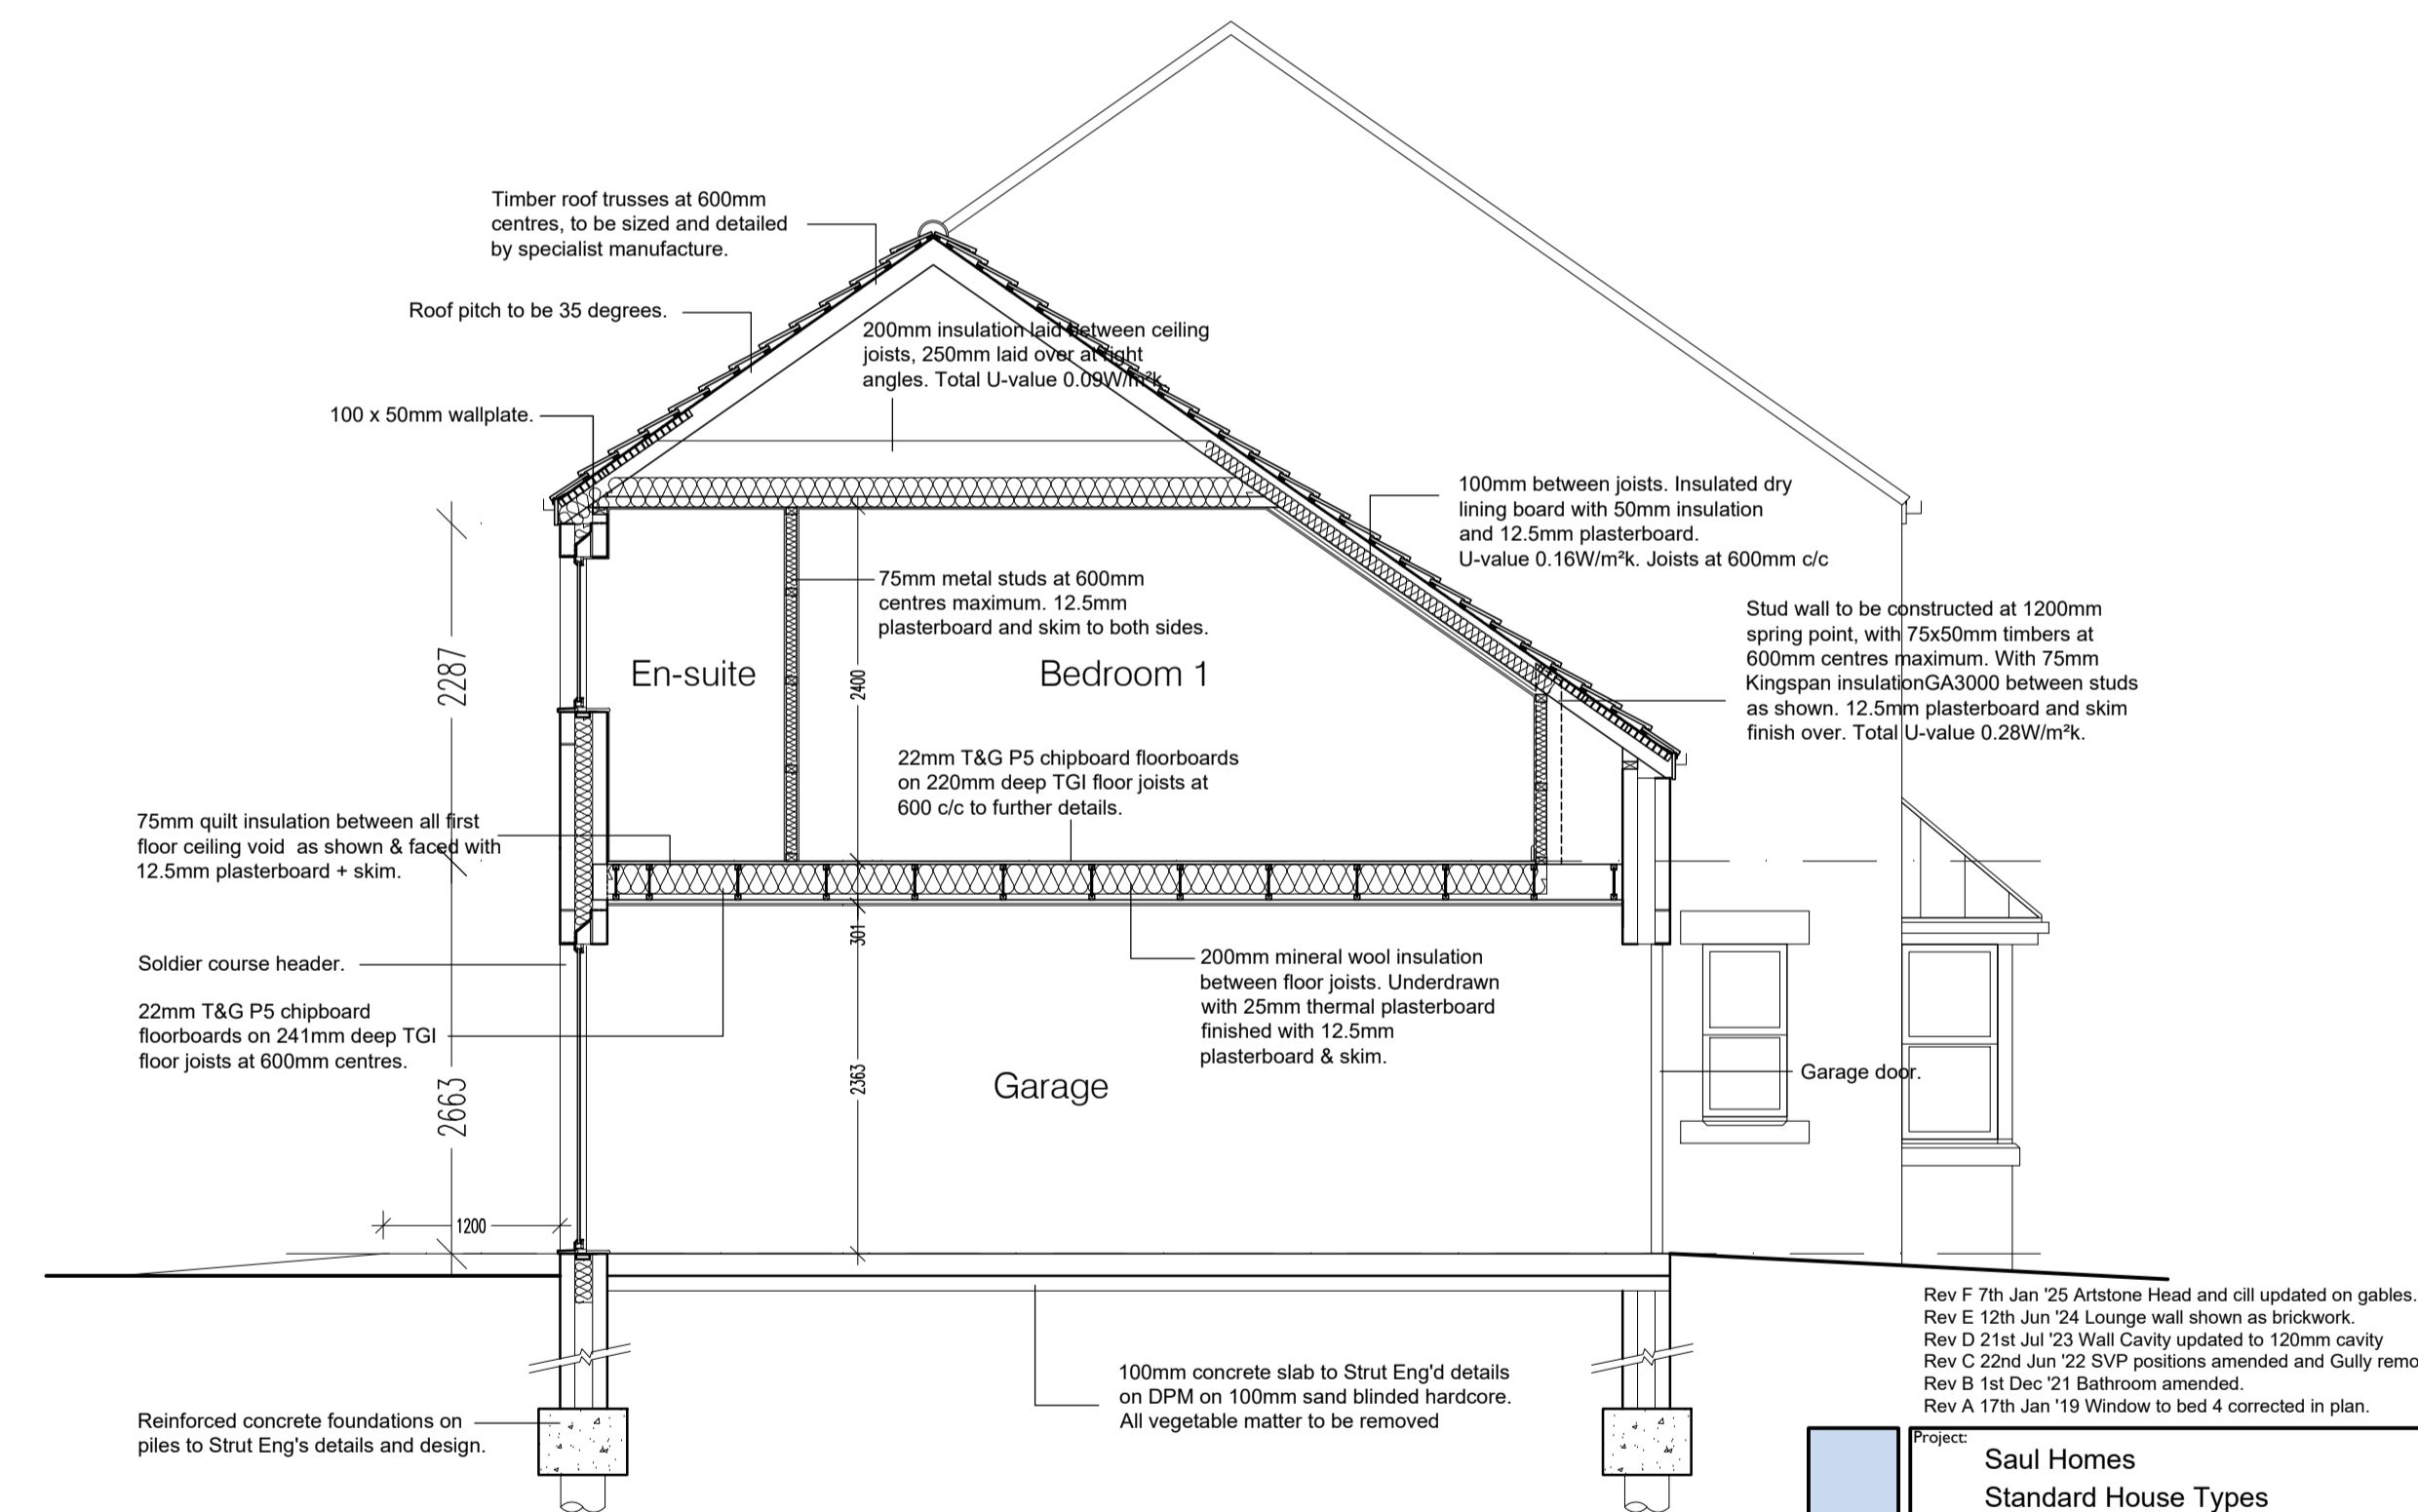 Timber roof trusses at 600mm
centres, to be sized and detailed
by specialist manufacture.
Roof pitch to be 35 degrees.
200mm insulation laid between ceiling
joists, 250mm laid over at right
angles. Total U-value 0.09W/m²k
100 x 50mm wallplate.
100mm between joists. Insulated dry
lining board with 50mm insulation
and 12.5mm plasterboard.
U-value 0.16W/m²k. Joists at 600mm c/c
75mm metal studs at 600mm
centres maximum. 12.5mm
plasterboard and skim to both sides.
Stud wall to be constructed at 1200mm
spring point, with 75x50mm timbers at
600mm centres maximum. With 75mm
Kingspan insulationGA3000 between studs
as shown. 12.5mm plasterboard and skim
finish over. Total U-value 0.28W/m²k.
2287
En-suite
2400
Bedroom 1
22mm T&G P5 chipboard floorboards
on 220mm deep TGI floor joists at
600 c/c to further details.
75mm quilt insulation between all first
floor ceiling void as shown & faced with
12.5mm plasterboard + skim.
301
Soldier course header.
200mm mineral wool insulation
between floor joists. Underdrawn
with 25mm thermal plasterboard
finished with 12.5mm
plasterboard & skim.
22mm T&G P5 chipboard
floorboards on 241mm deep TGI
floor joists at 600mm centres.
2663
2363
Garage
Garage door.
1200
100mm concrete slab to Strut Eng'd details
on DPM on 100mm sand blinded hardcore.
All vegetable matter to be removed
Reinforced concrete foundations on
piles to Strut Eng's details and design.
Rev F 7th Jan '25 Artstone Head and cill updated on gables.
Rev E 12th Jun '24 Lounge wall shown as brickwork.
Rev D 21st Jul '23 Wall Cavity updated to 120mm cavity
Rev C 22nd Jun '22 SVP positions amended and Gully remo
Rev B 1st Dec '21 Bathroom amended.
Rev A 17th Jan '19 Window to bed 4 corrected in plan.
Project:
Saul Homes
Standard House Types